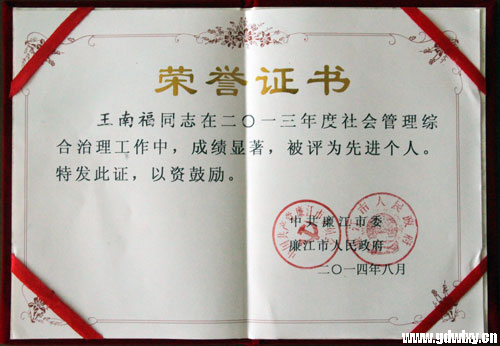 荣誉证书
王南福同志在二〇一三年度社会管理综
合治理工作中，成绩显著，被评为先进个人。
特发此证，以资鼓励。
中共廉江市委
廉江市人民政府
二〇一四年八月
www.gdwbxy.cn